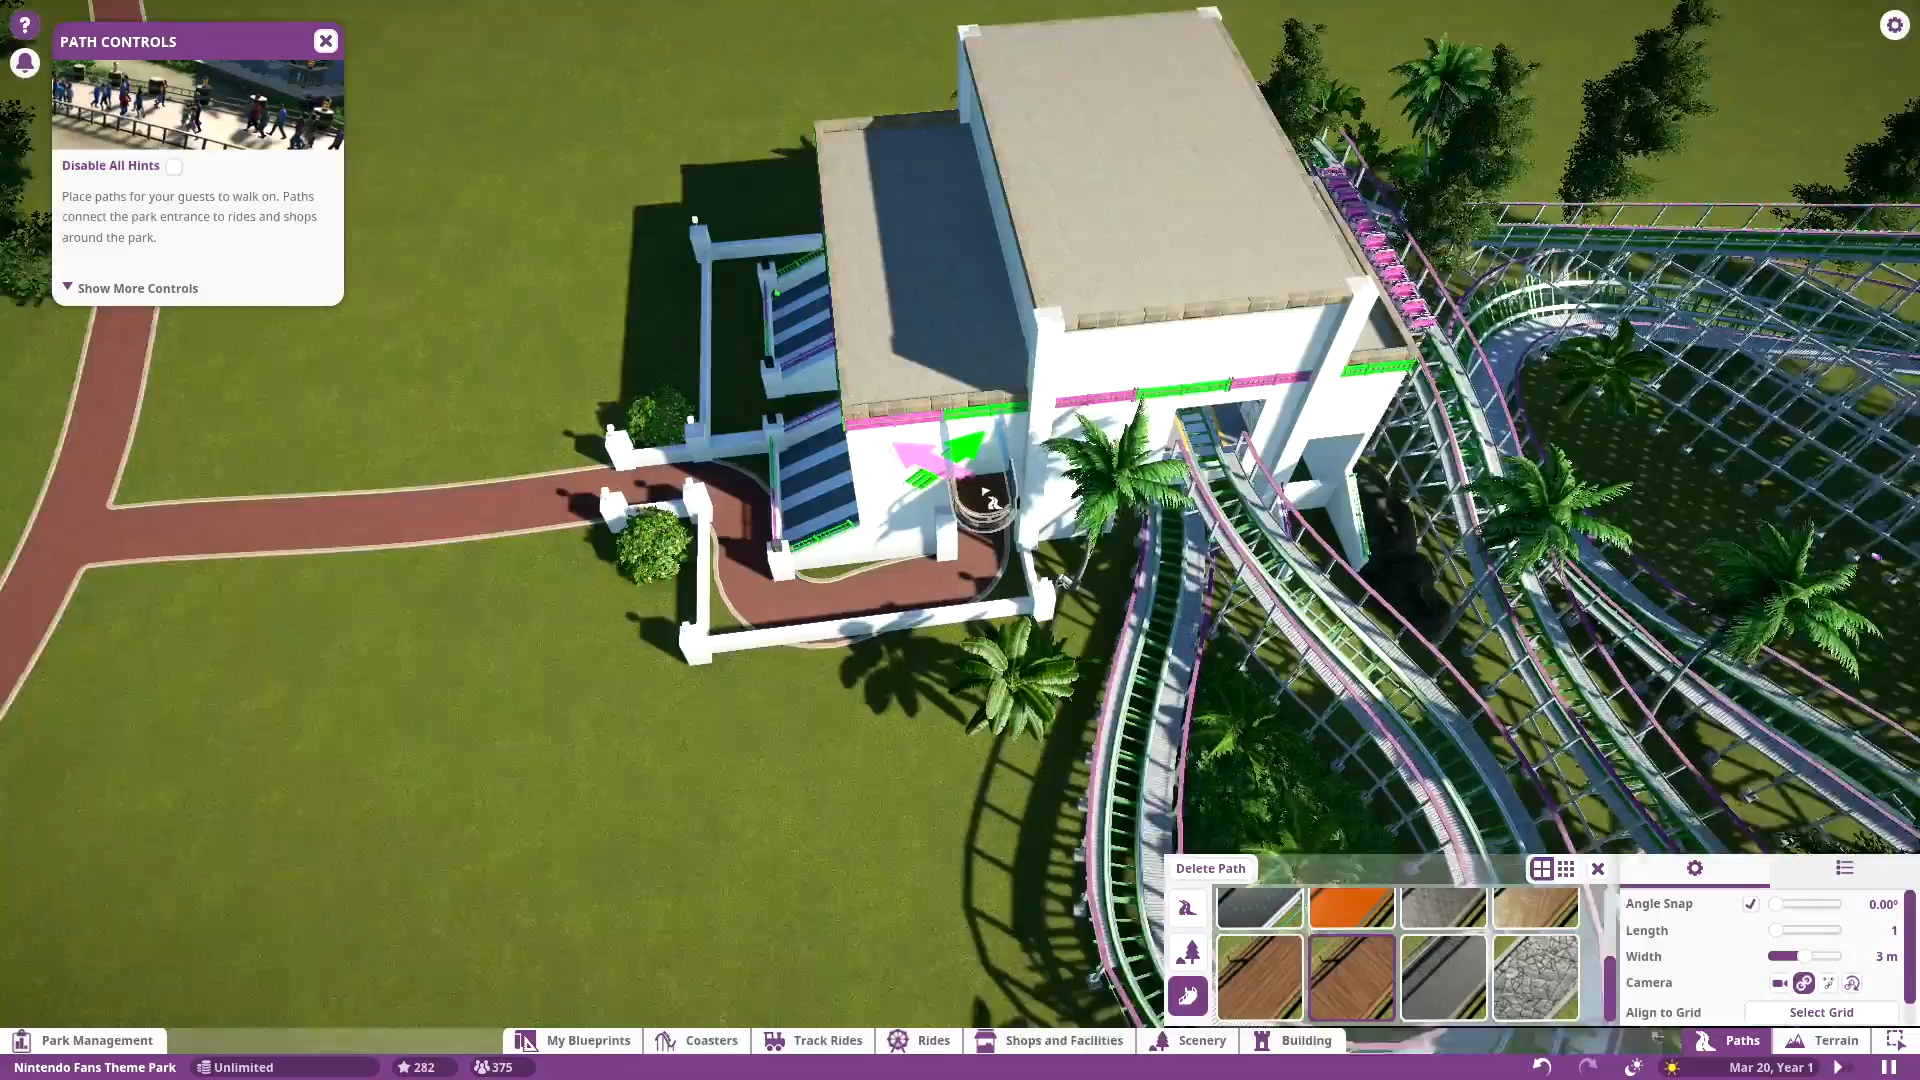 ?
PATH CONTROLS
Disable All Hints
Place paths for your guests to walk on. Paths
connect the park entrance to rides and shops
around the park.
Show More Controls
Delete Path
Angle Snap
0.00°
Length
1
Width
3 m
Camera
Align to Grid
Select Grid
Park Management
My Blueprints
Coasters
Track Rides
Rides
Shops and Facilities
Scenery
Building
Paths
Terrain
Nintendo Fans Theme Park
Unlimited
282
375
Mar 20, Year 1